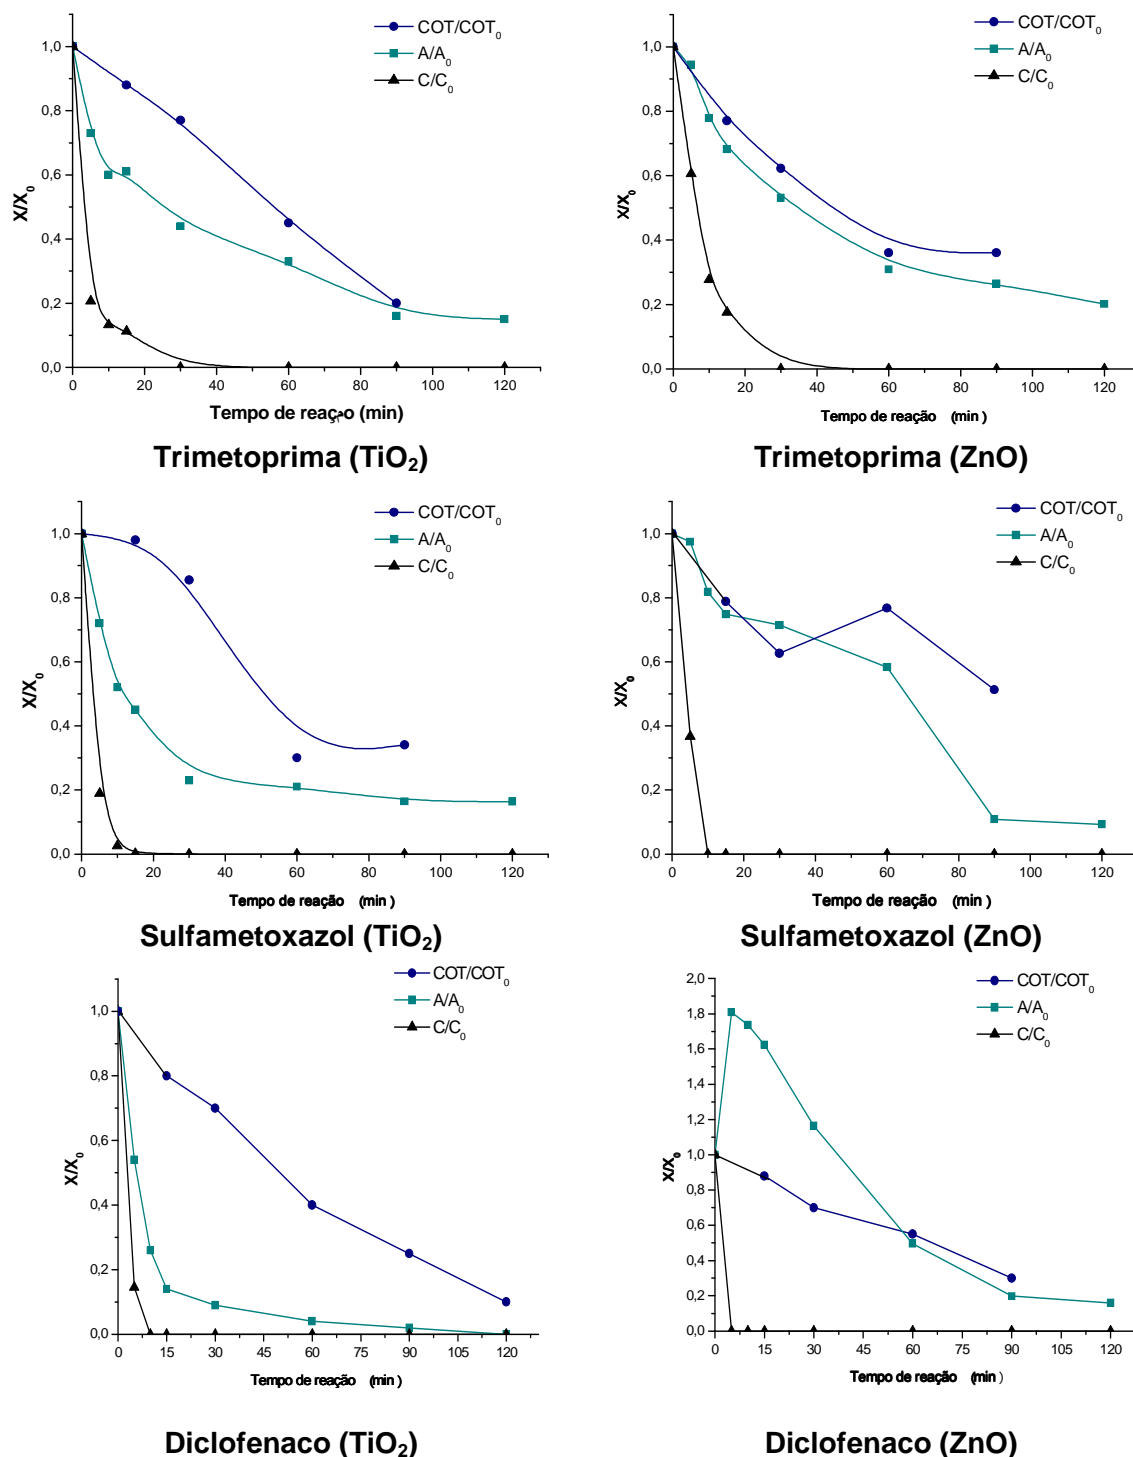 COT/COT0
A/A0
C/C0
1,0
0,8
0,6
0,4
0,2
0,0
X/X0
0 20 40 60 80 100 120
Trimetoprima (TiO2)
COT/COT0
A/A0
C/C0
1,0
0,8
0,6
0,4
0,2
0,0
X/X0
0 20 40 60 80 100 120
Tempo de reação (min )
Trimetoprima (ZnO)
COT/COT0
A/A0
C/C0
1,0
0,8
0,6
0,4
0,2
0,0
X/X0
0 20 40 60 80 100 120
Tempo de reação (min )
Sulfametoxazol (TiO2)
COT/COT0
A/A0
C/C0
1,0
0,8
0,6
0,4
0,2
0,0
X/X0
0 20 40 60 80 100 120
Tempo de reação (min )
Sulfametoxazol (ZnO)
COT/COT0
A/A0
C/C0
1,0
0,8
0,6
0,4
0,2
0,0
X/X0
0 15 30 45 60 75 90 105 120
Tempo de reação (min )
Diclofenaco (TiO2)
COT/COT0
A/A0
C/C0
2,0
1,8
1,6
1,4
1,2
1,0
0,8
0,6
0,4
0,2
0,0
X/X0
0 15 30 45 60 75 90 105 120
Tempo de reação (min )
Diclofenaco (ZnO)